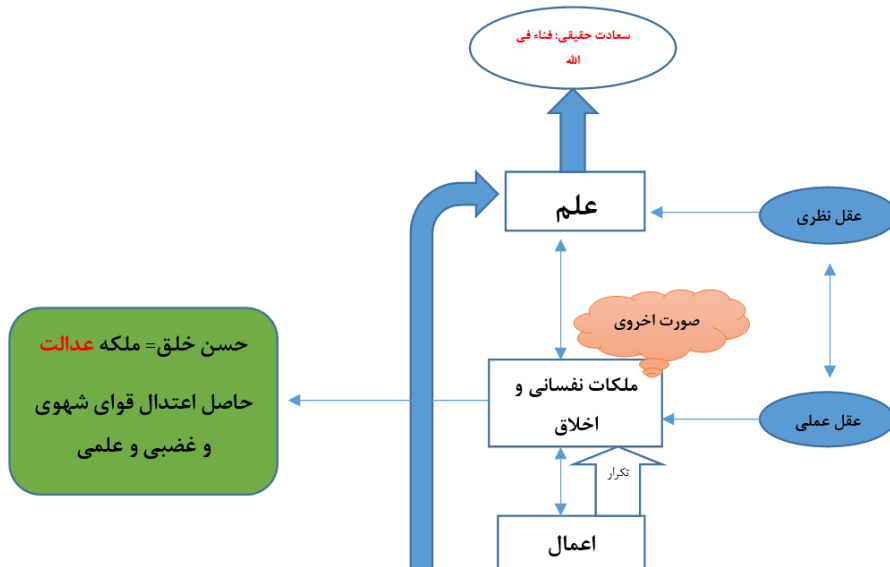 سعادت حقیقی: فناء فی
الله
علم
عقل نظری
صورت اخروی
حسن خلق= ملکه عدالت
حاصل اعتدال قوای شهوی
و غضبی و علمی
ملکات نفسانی و
اخلاق
عقل عملی
تکرار
اعمال